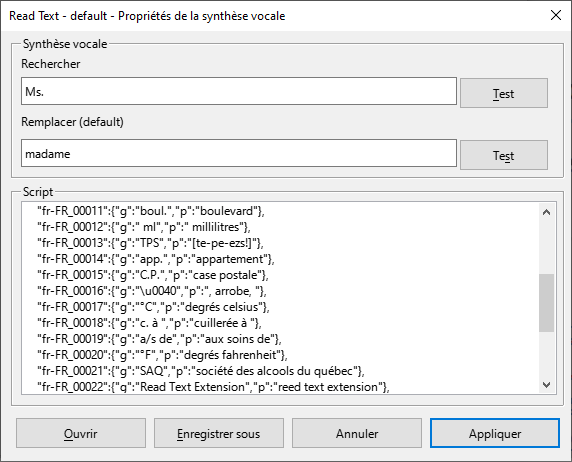 Read Text - default - Propriétés de la synthèse vocale
Synthèse vocale
Rechercher
Ms.
Test
Remplacer (default)
madame
Test
Script
"fr-FR_00011":{"g":"boul.","p":"boulevard"},
"fr-FR_00012":{"g":" ml","p":" millilitres"},
"fr-FR_00013":{"g":"TPS","p":"[te-pe-ezs!]"},
"fr-FR_00014":{"g":"app.","p":"appartement"},
"fr-FR_00015":{"g":"C.P.","p":"case postale"},
"fr-FR_00016":{"g":"\u0040","p":", arrobe, "},
"fr-FR_00017":{"g":"°C","p":"degrés celsius"},
"fr-FR_00018":{"g":"c. à ","p":"cuillerée à "},
"fr-FR_00019":{"g":"a/s de","p":"aux soins de"},
"fr-FR_00020":{"g":"°F","p":"degrés fahrenheit"},
"fr-FR_00021":{"g":"SAQ","p":"société des alcools du québec"},
"fr-FR_00022":{"g":"Read Text Extension","p":"reed text extension"},
Ouvrir
Enregistrer sous
Annuler
Appliquer